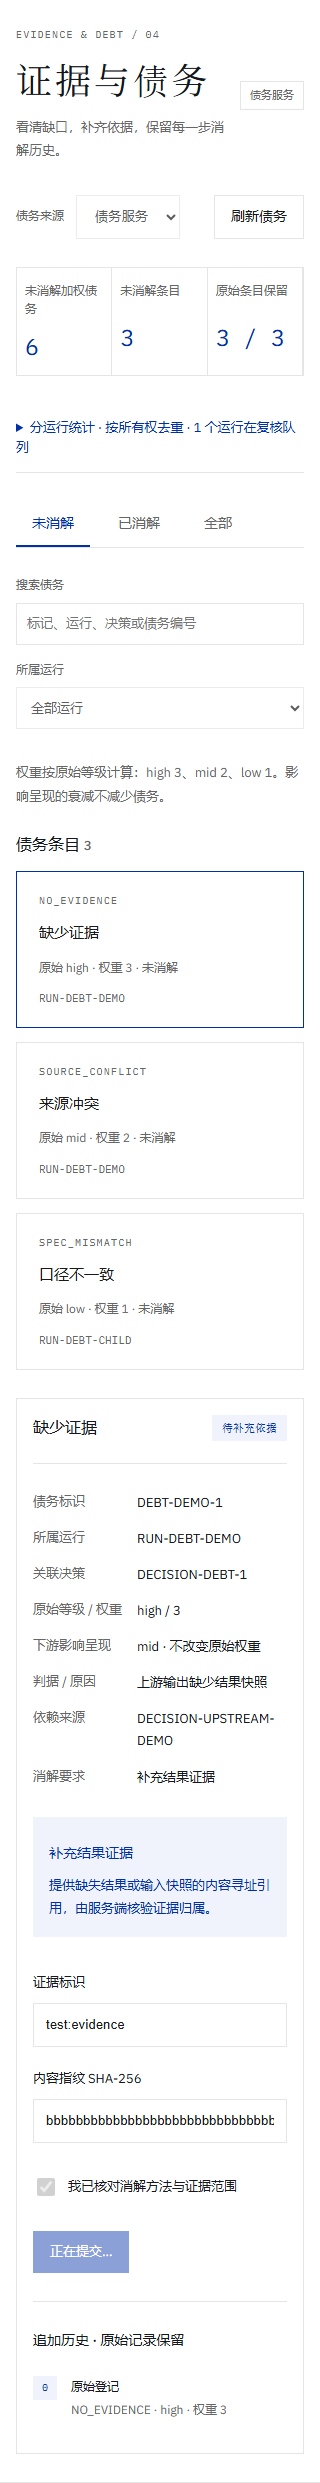 EVIDENCE & DEBT / 04
证据与债务
债务服务
看清缺口，补齐依据，保留每一步消
解历史。
债务来源
债务服务
刷新债务
未消解加权债
务
6
未消解条目
3
原始条目保留
3 / 3
▶ 分运行统计 · 按所有权去重 · 1 个运行在复核队
列
未消解
已消解
全部
搜索债务
标记、运行、决策或债务编号
所属运行
全部运行
权重按原始等级计算：high 3、mid 2、low 1。影
响呈现的衰减不减少债务。
债务条目 3
NO_EVIDENCE
缺少证据
原始 high · 权重 3 · 未消解
RUN-DEBT-DEMO
SOURCE_CONFLICT
来源冲突
原始 mid · 权重 2 · 未消解
RUN-DEBT-DEMO
SPEC_MISMATCH
口径不一致
原始 low · 权重 1 · 未消解
RUN-DEBT-CHILD
缺少证据
待补充依据
债务标识 DEBT-DEMO-1
所属运行 RUN-DEBT-DEMO
关联决策 DECISION-DEBT-1
原始等级 / 权重 high / 3
下游影响呈现 mid · 不改变原始权重
判据 / 原因 上游输出缺少结果快照
依赖来源 DECISION-UPSTREAM-
DEMO
消解要求 补充结果证据
补充结果证据
提供缺失结果或输入快照的内容寻址引
用，由服务端核验证据归属。
证据标识
test:evidence
内容指纹 SHA-256
bbbbbbbbbbbbbbbbbbbbbbbbbbbbbbb
我已核对消解方法与证据范围
正在提交...
追加历史 · 原始记录保留
0
原始登记
NO_EVIDENCE · high · 权重 3